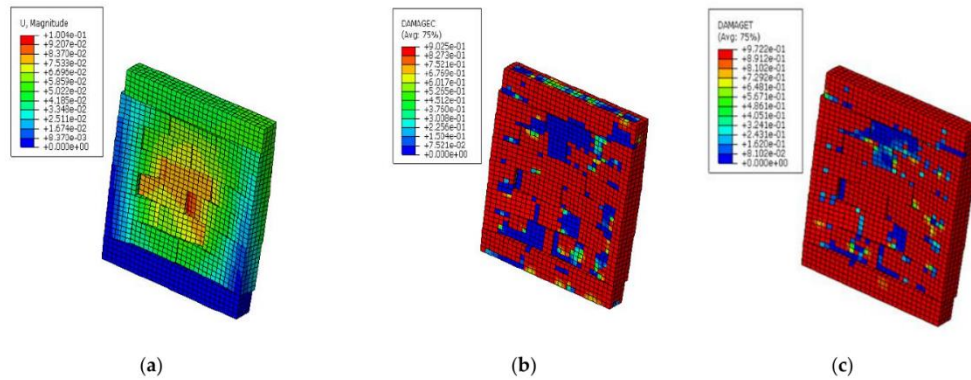 U, Magnitude
+1.004e-01
+9.207e-02
+8.370e-02
+7.533e-02
+6.696e-02
+5.859e-02
+5.022e-02
+4.185e-02
+3.348e-02
+2.511e-02
+1.674e-02
+8.370e-03
+0.000e+00
DAMAGEC
(Avg: 75%)
+9.025e-01
+8.273e-01
+7.521e-01
+6.769e-01
+6.017e-01
+5.265e-01
+4.512e-01
+3.760e-01
+3.008e-01
+2.256e-01
+1.504e-01
+7.521e-02
+0.000e+00
DAMAGET
(Avg: 75%)
+9.722e-01
+8.912e-01
+8.102e-01
+7.292e-01
+6.481e-01
+5.671e-01
+4.861e-01
+4.051e-01
+3.241e-01
+2.431e-01
+1.620e-01
+8.102e-02
+0.000e+00
(a)
(b)
(c)